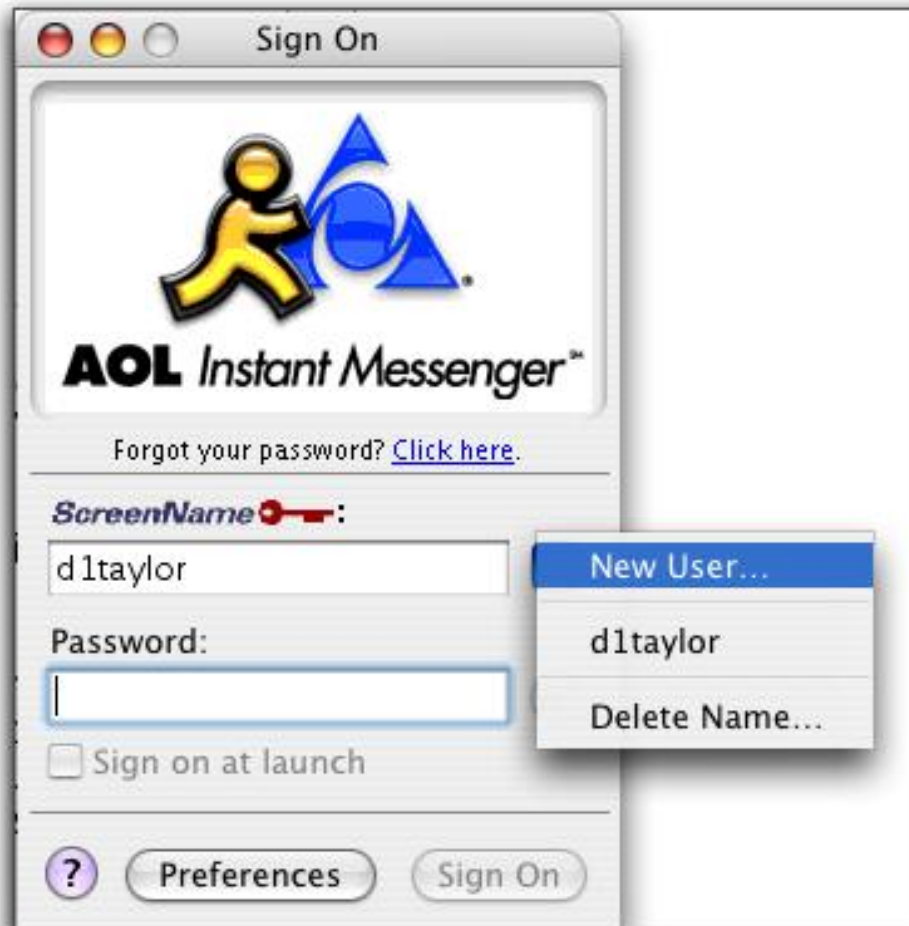 Sign On
AOL Instant Messenger℠
Forgot your password? Click here.
ScreenName:
d1taylor
New User...
Password:
d1taylor
Delete Name...
Sign on at launch
?
Preferences
Sign On